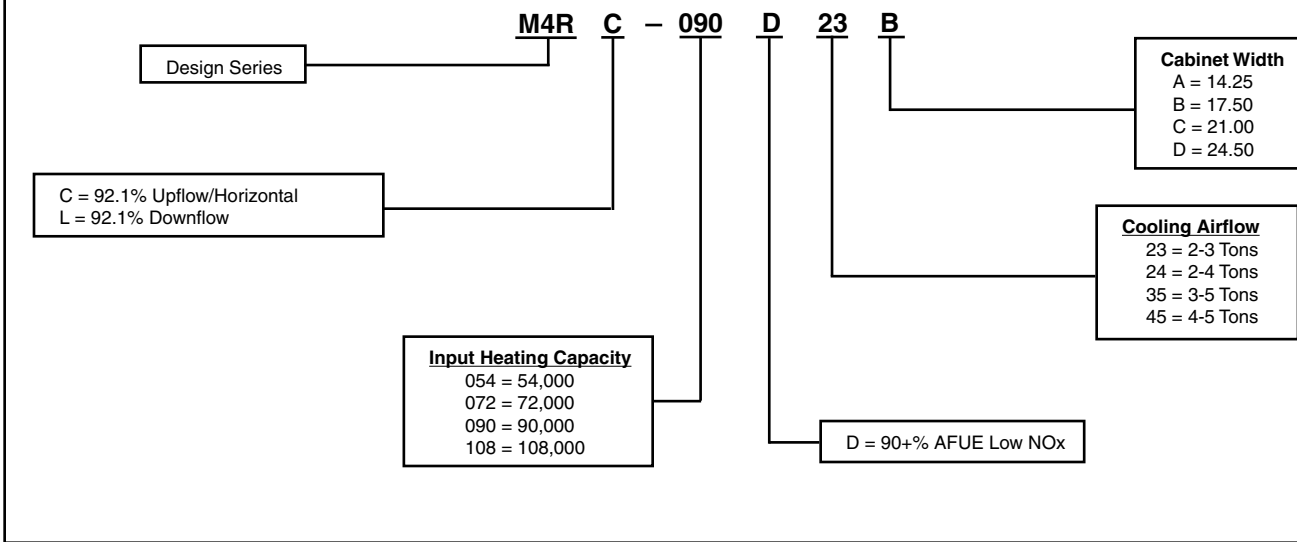 M4R C – 090 D 23 B
Design Series
Cabinet Width
A = 14.25
B = 17.50
C = 21.00
D = 24.50
C = 92.1% Upflow/Horizontal
L = 92.1% Downflow
Cooling Airflow
23 = 2-3 Tons
24 = 2-4 Tons
35 = 3-5 Tons
45 = 4-5 Tons
Input Heating Capacity
054 = 54,000
072 = 72,000
090 = 90,000
108 = 108,000
D = 90+% AFUE Low NOx